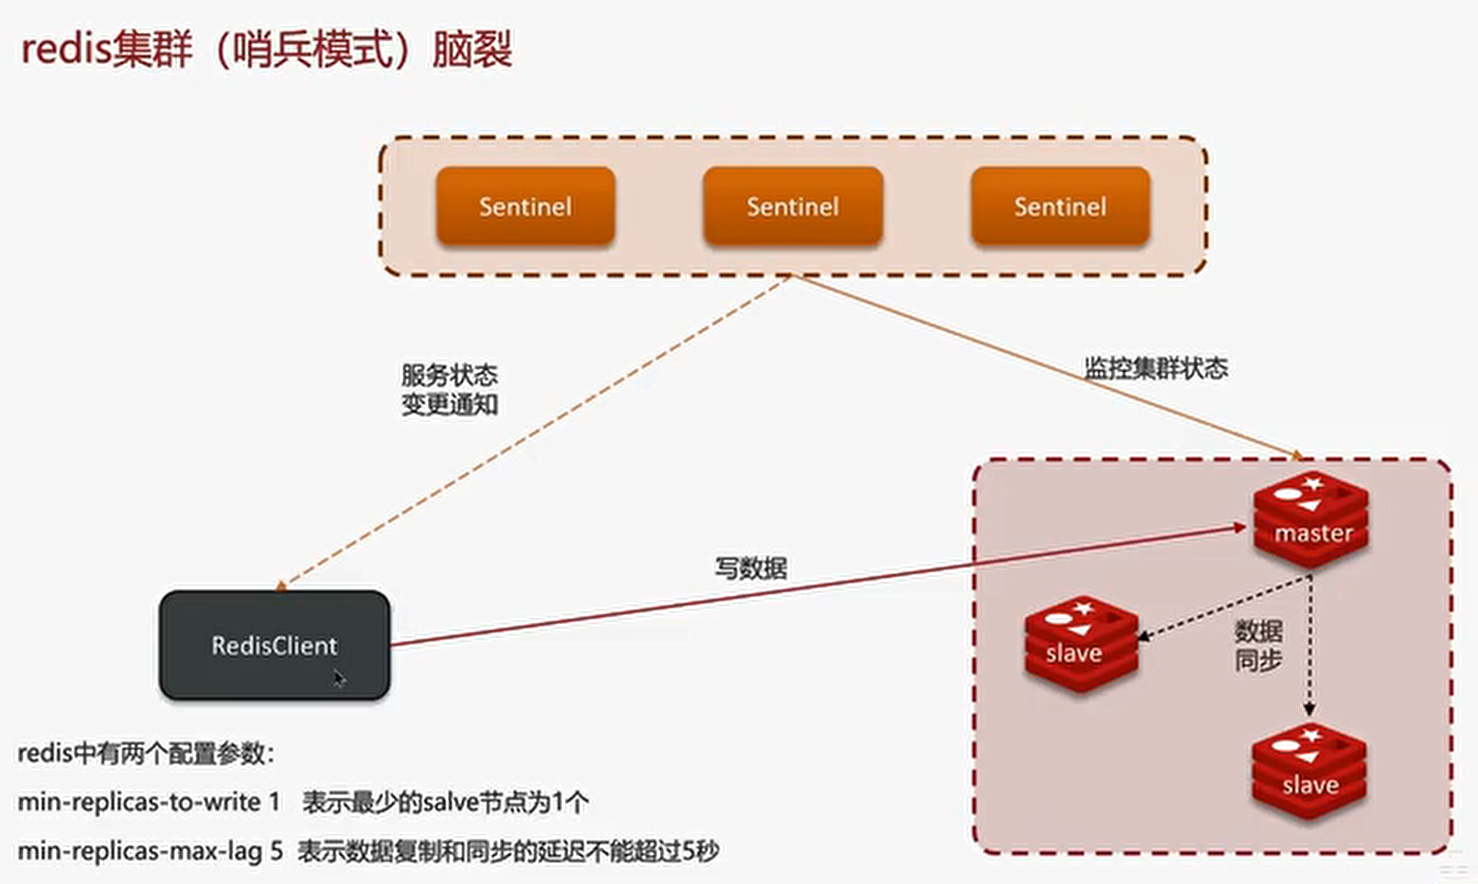 redis集群（哨兵模式）脑裂
Sentinel
Sentinel
Sentinel
服务状态
变更通知
监控集群状态
master
写数据
slave
数据
同步
RedisClient
slave
redis中有两个配置参数：
min-replicas-to-write 1 表示最少的salve节点为1个
min-replicas-max-lag 5 表示数据复制和同步的延迟不能超过5秒